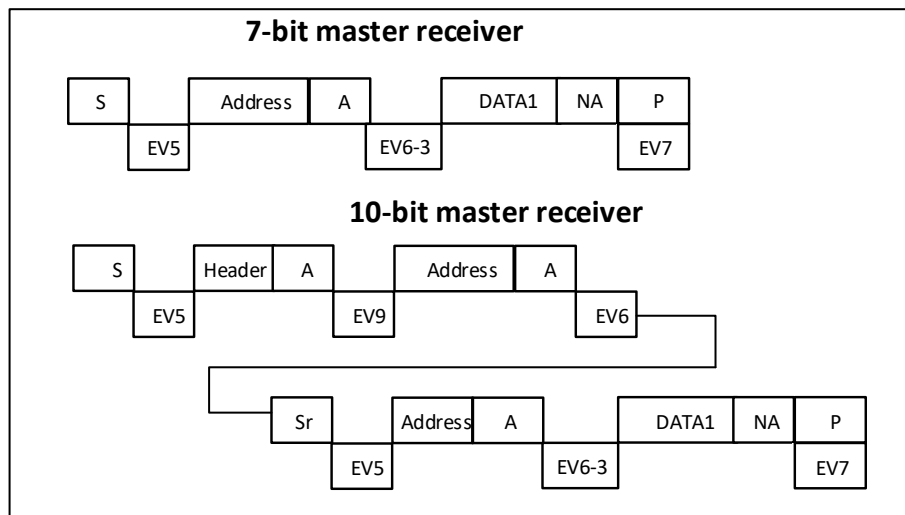 7-bit master receiver
S Address A DATA1 NA P
EV5 EV6-3 EV7
10-bit master receiver
S Header A Address A
EV5 EV9 EV6
Sr Address A DATA1 NA P
EV5 EV6-3 EV7